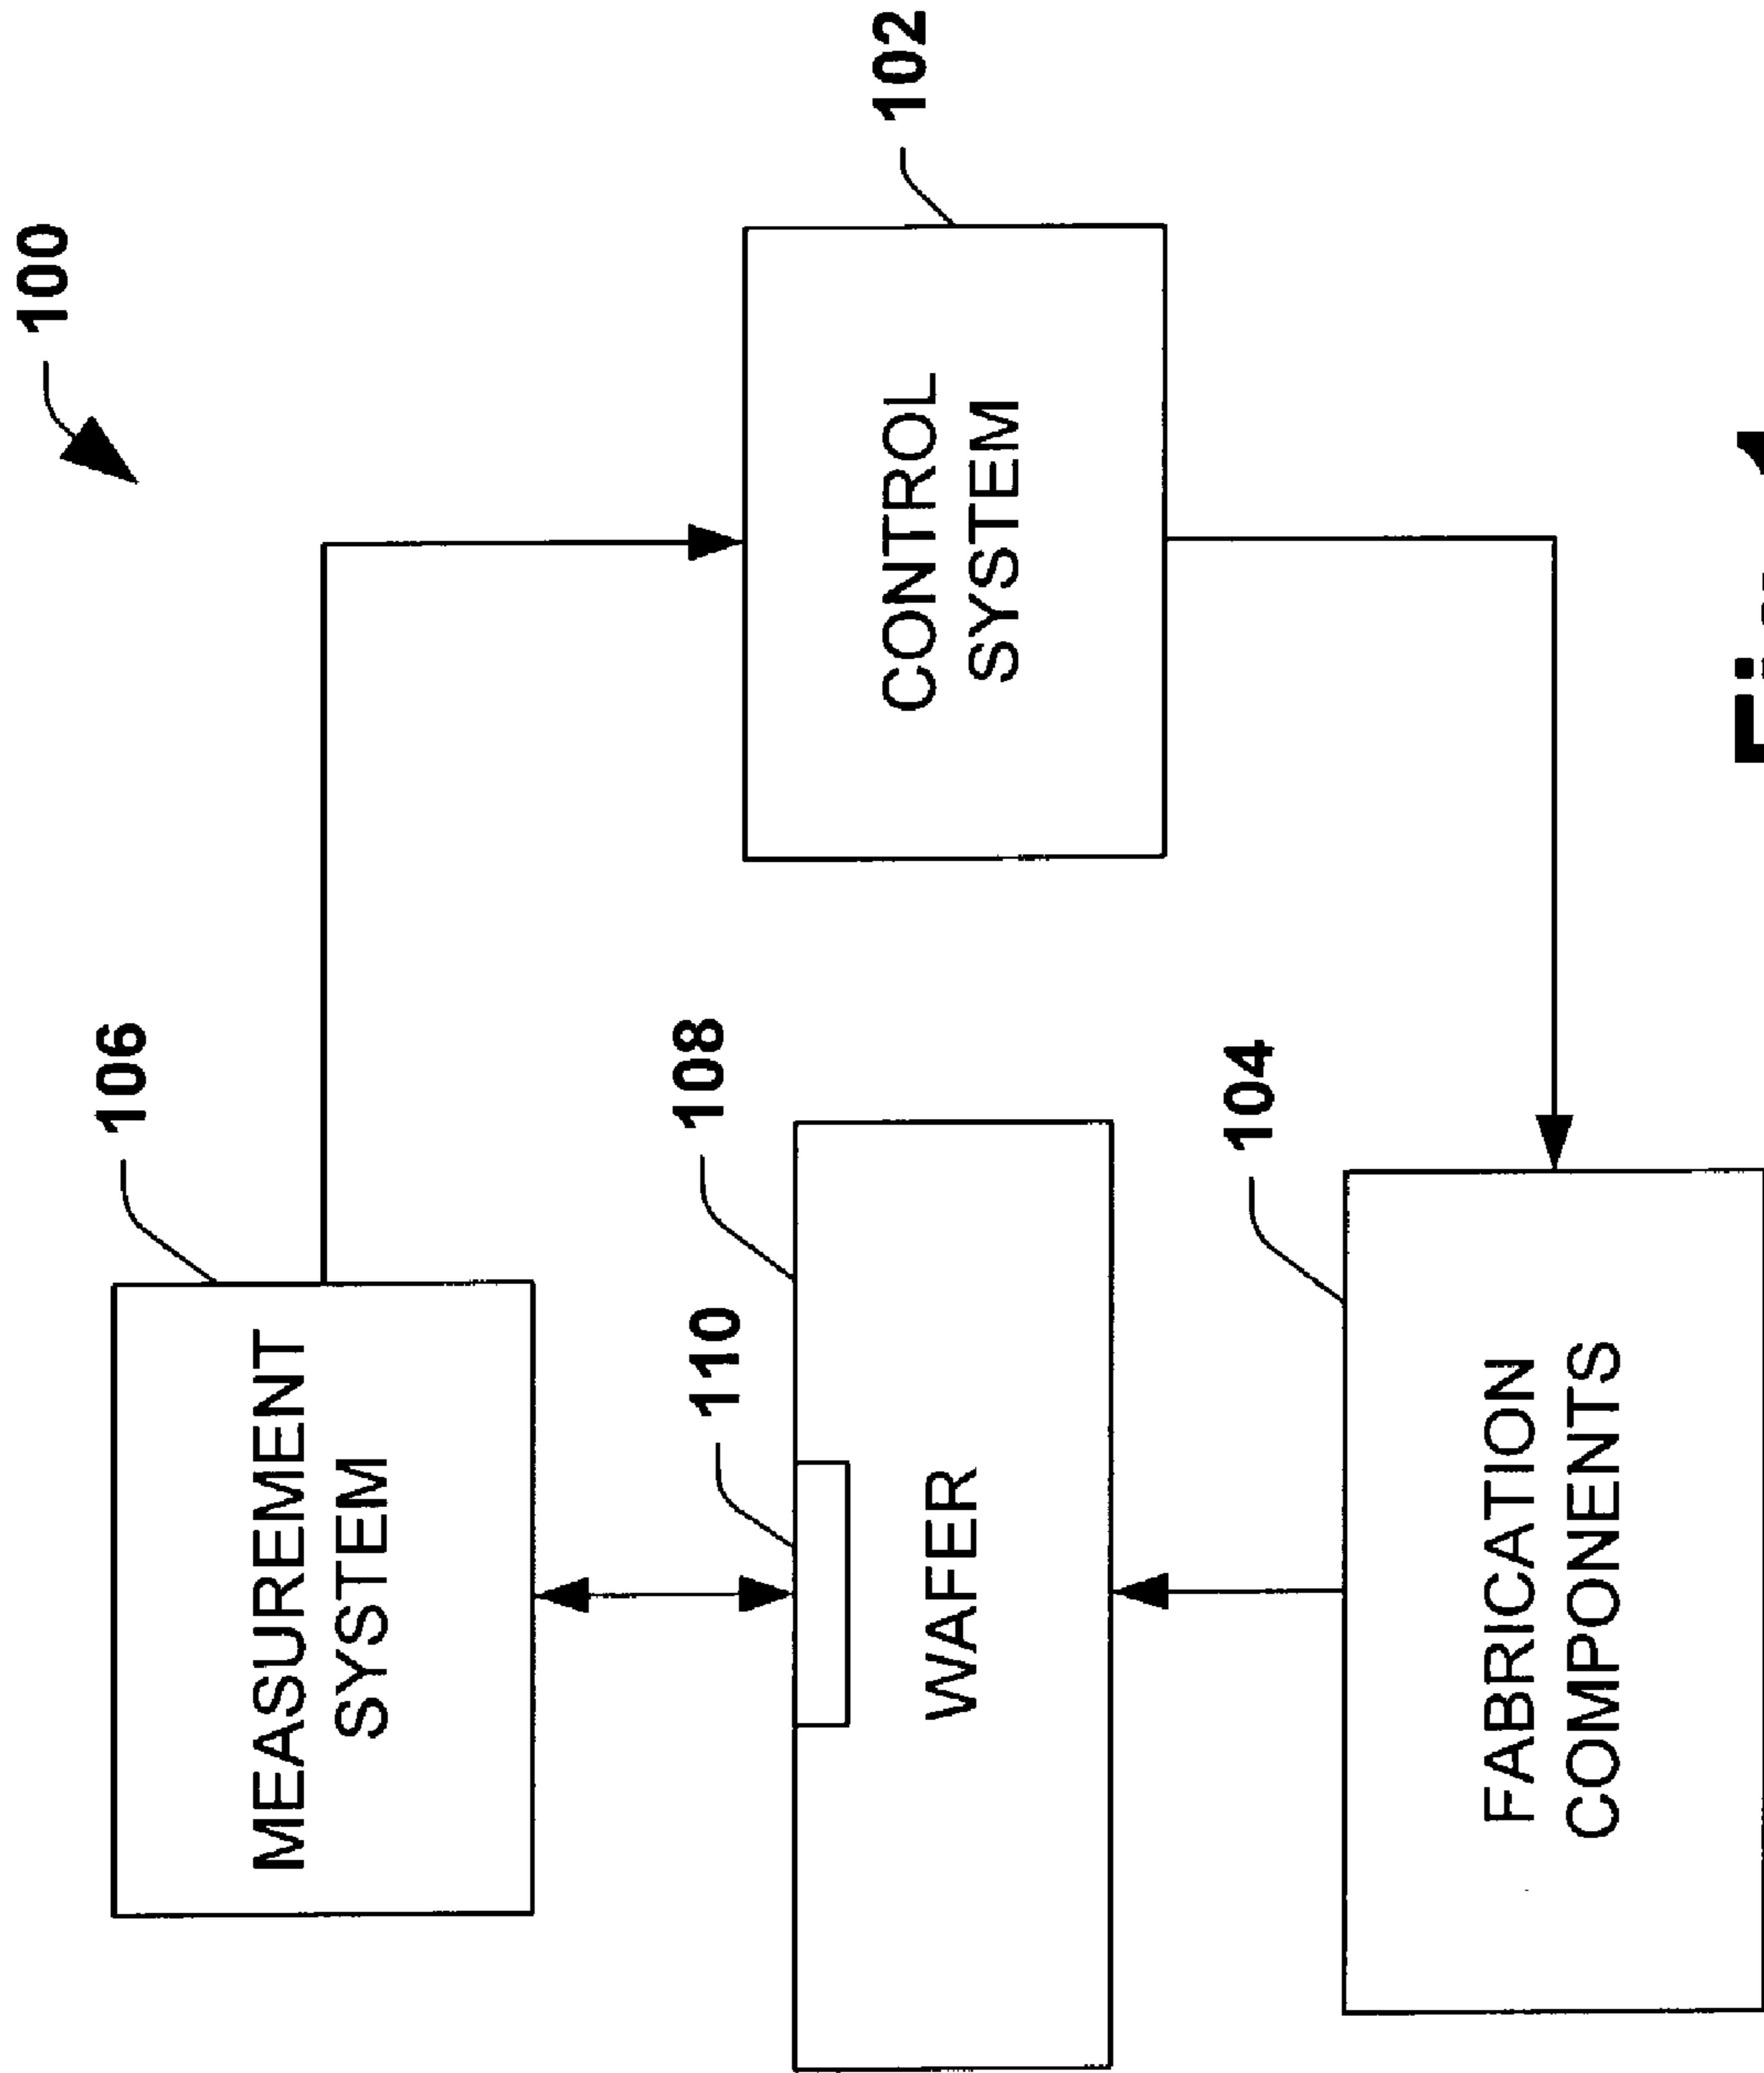 100
106
MEASUREMENT
SYSTEM
108
110
102
CONTROL
SYSTEM
WAFER
104
FABRICATION
COMPONENTS